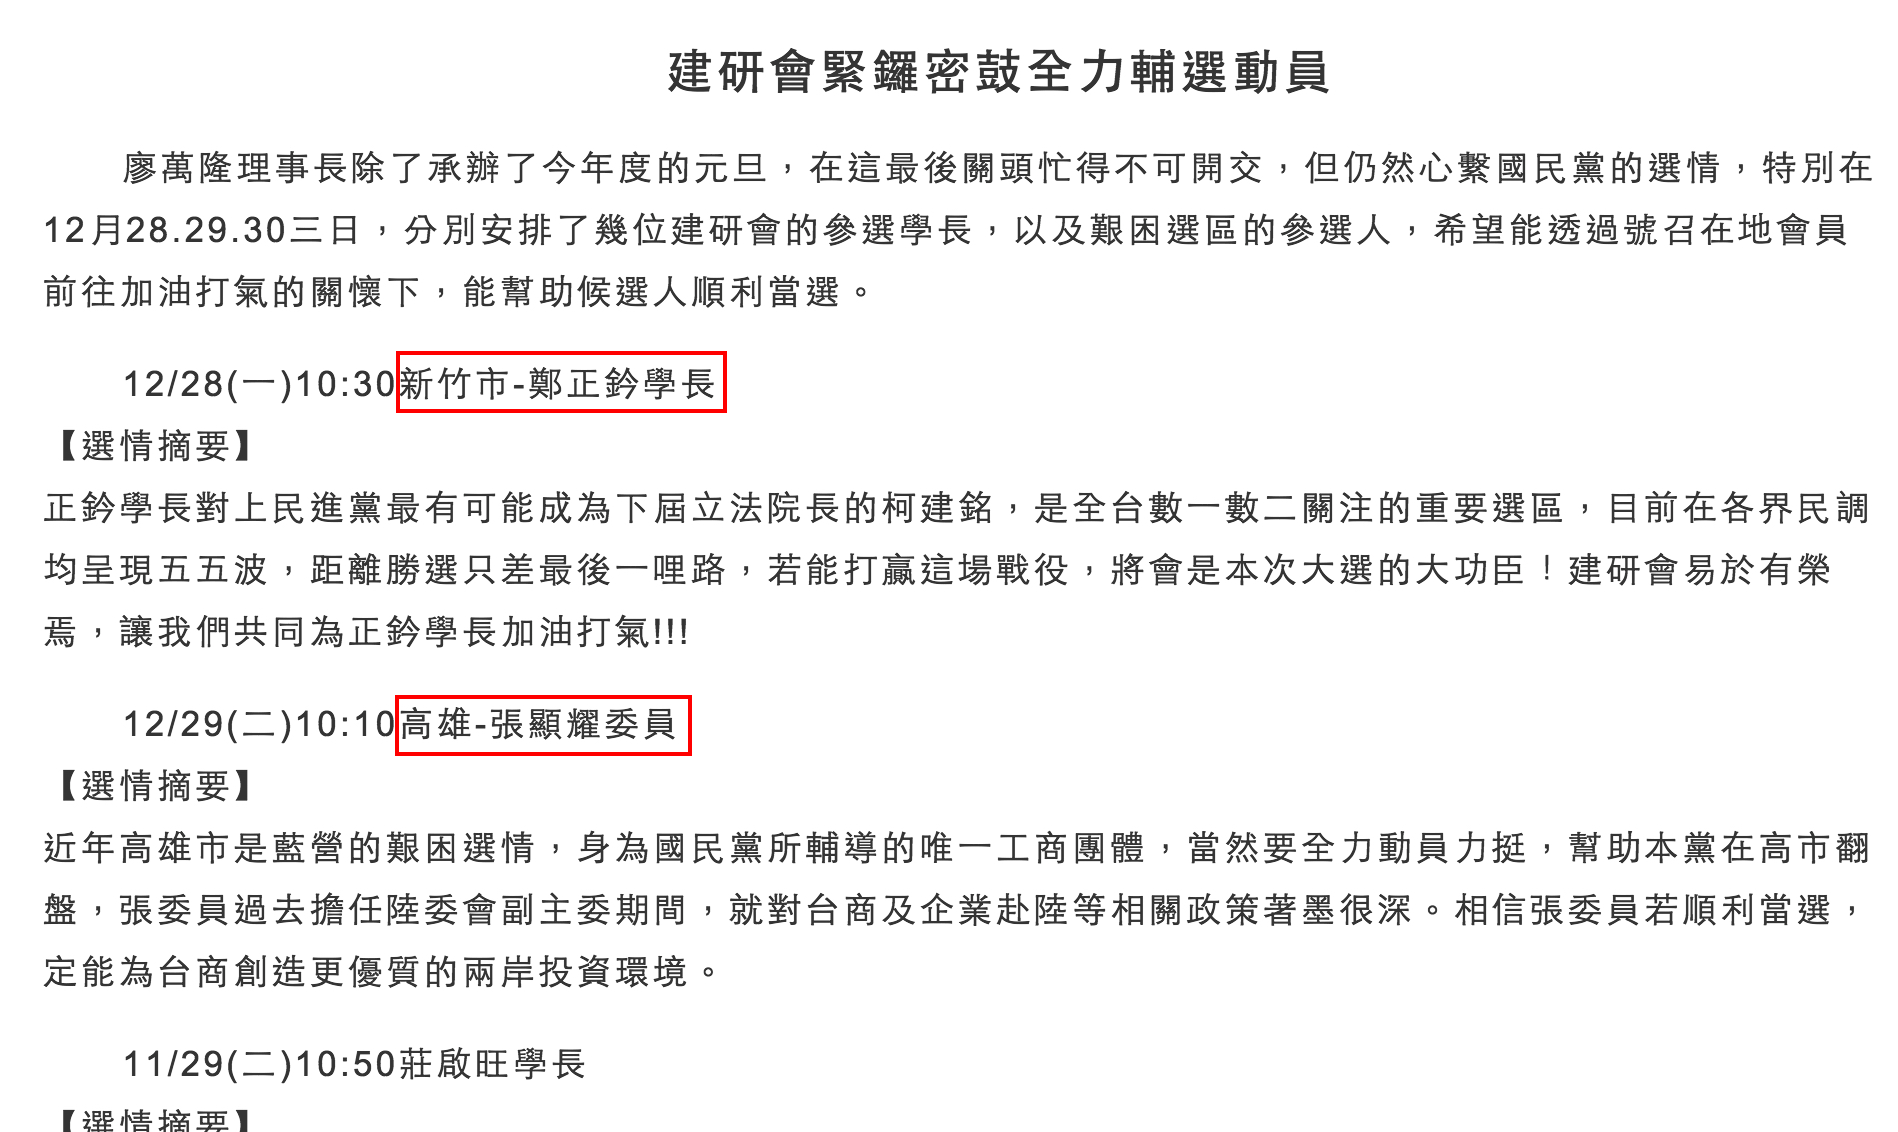 建研會緊鑼密鼓全力輔選動員
廖萬隆理事長除了承辦了今年度的元旦，在這最後關頭忙得不可開交，但仍然心繫國民黨的選情，特別在
12月28.29.30三日，分別安排了幾位建研會的參選學長，以及艱困選區的參選人，希望能透過號召在地會員
前往加油打氣的關懷下，能幫助候選人順利當選。
12/28(一)10:30新竹市-鄭正鈐學長
【選情摘要】
正鈐學長對上民進黨最有可能成為下屆立法院長的柯建銘，是全台數一數二關注的重要選區，目前在各界民調
均呈現五五波，距離勝選只差最後一哩路，若能打贏這場戰役，將會是本次大選的大功臣！建研會易於有榮
焉，讓我們共同為正鈐學長加油打氣!!!
12/29(二)10:10高雄-張顯耀委員
【選情摘要】
近年高雄市是藍營的艱困選情，身為國民黨所輔導的唯一工商團體，當然要全力動員力挺，幫助本黨在高市翻
盤，張委員過去擔任陸委會副主委期間，就對台商及企業赴陸等相關政策著墨很深。相信張委員若順利當選，
定能為台商創造更優質的兩岸投資環境。
11/29(二)10:50莊啟旺學長
【選情摘要】